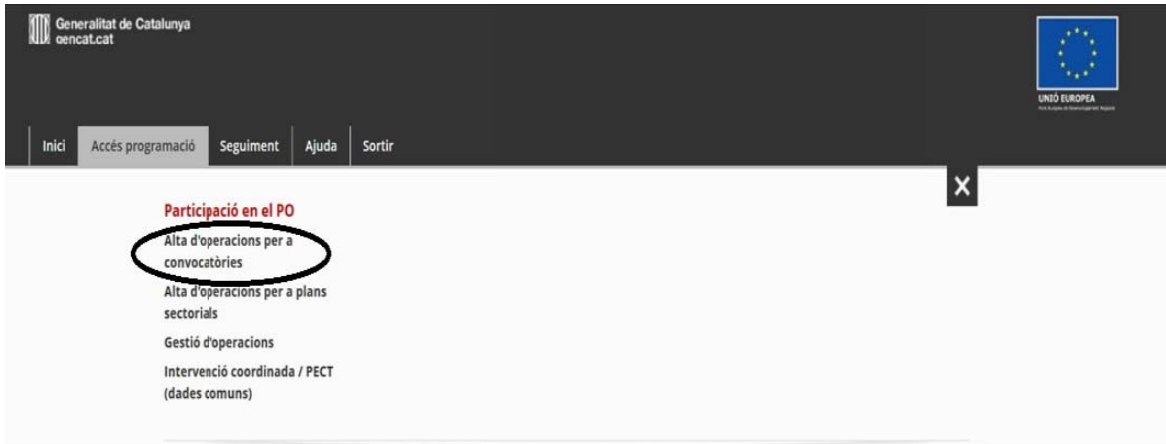 Generalitat de Catalunya
gencat.cat
UNIÓ EUROPEA
Inici Accés programació Seguiment Ajuda Sortir
Participació en el PO
Alta d'operacions per a
convocatòries
Alta d'operacions per a plans
sectorials
Gestió d'operacions
Intervenció coordinada / PECT
(dades comuns)